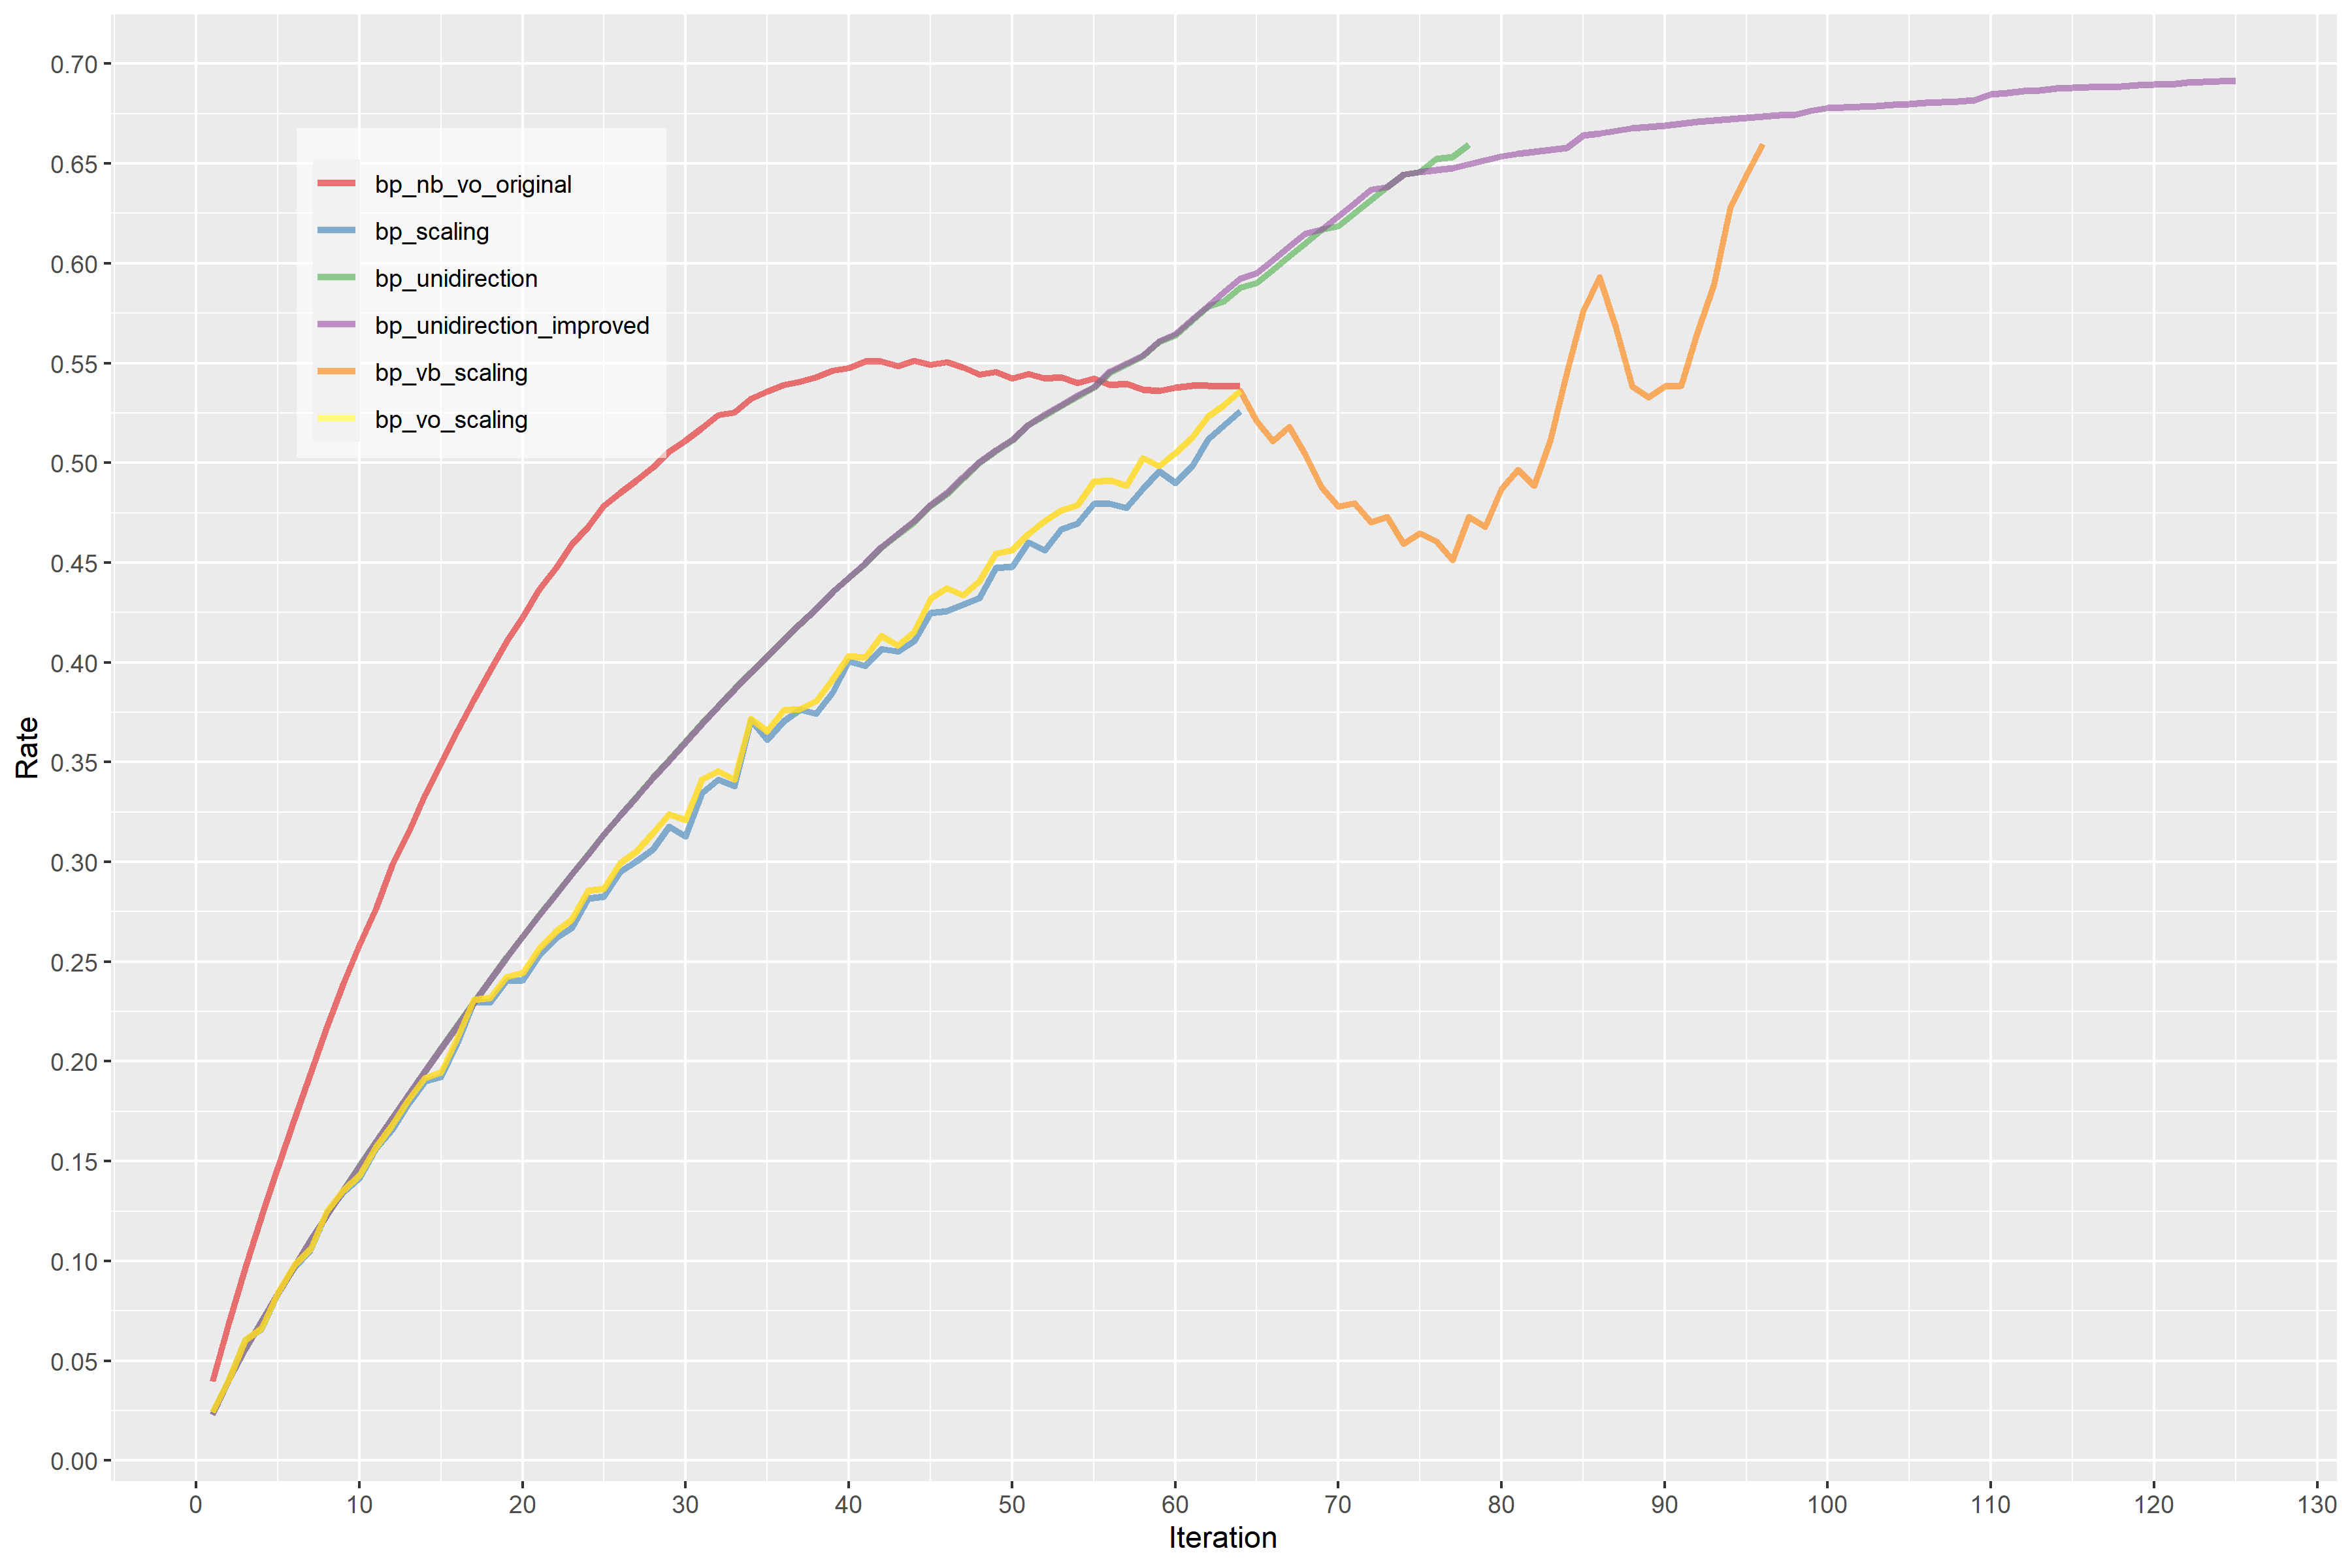 0.70
0.65
0.60
0.55
0.50
0.45
0.40
0.35
0.30
0.25
0.20
0.15
0.10
0.05
0.00
Rate
bp_nb_vo_original
bp_scaling
bp_unidirection
bp_unidirection_improved
bp_vb_scaling
bp_vo_scaling
0 10 20 30 40 50 60 70 80 90 100 110 120 130
Iteration